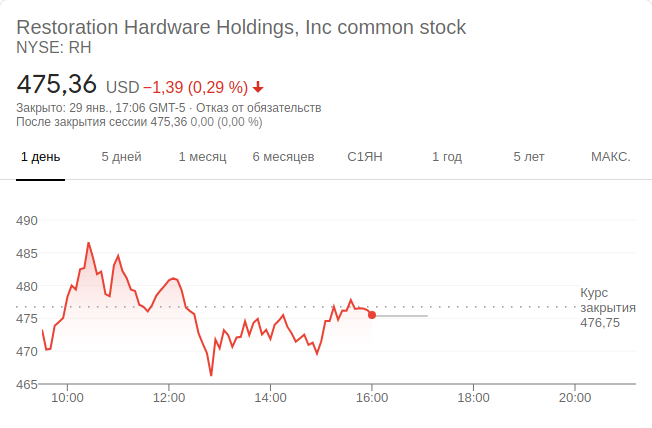 Restoration Hardware Holdings, Inc common stock
NYSE: RH
475,36 USD −1,39 (0,29 %)
Закрыто: 29 янв., 17:06 GMT-5 · Отказ от обязательств
После закрытия сессии 475,36 0,00 (0,00 %)
1 день 5 дней 1 месяц 6 месяцев С1ЯН 1 год 5 лет МАКС.
490
485
480
475
470
465
Курс
закрытия
476,75
10:00 12:00 14:00 16:00 18:00 20:00